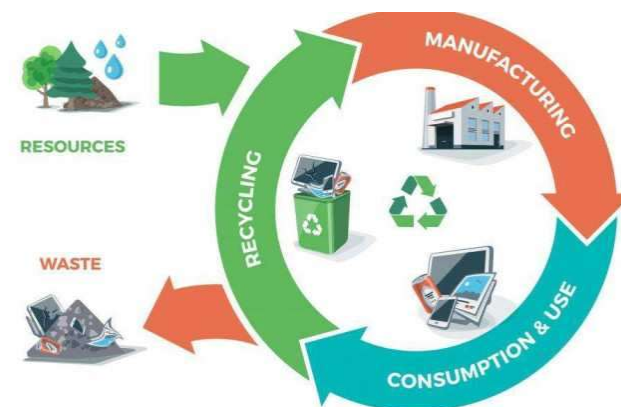 RESOURCES
WASTE
RECYCLING
MANUFACTURING
CONSUMPTION & USE